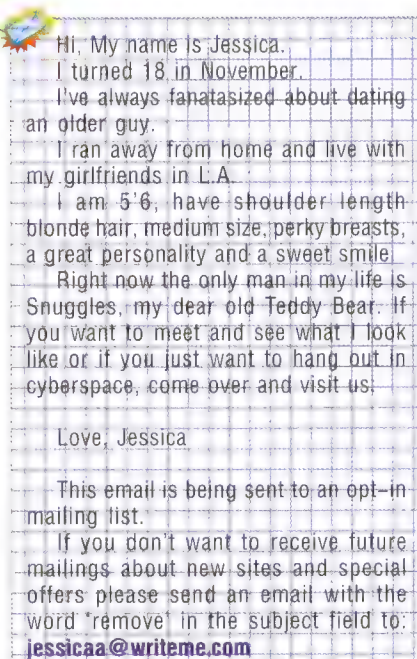 Hi, My name is Jessica.
I turned 18 in November.
I've always fanatasized about dating
an older guy.
I ran away from home and live with
my girlfriends in L.A.
I am 5'6, have shoulder length
blonde hair, medium size, perky breasts,
a great personality and a sweet smile.
Right now the only man in my life is
Snuggles, my dear old Teddy Bear. If
you want to meet and see what I look
like or if you just want to hang out in
cyberspace, come over and visit us.

Love, Jessica

This email is being sent to an opt-in
mailing list.
If you don't want to receive future
mailings about new sites and special
offers please send an email with the
word "remove" in the subject field to:
jessicaa@writeme.com